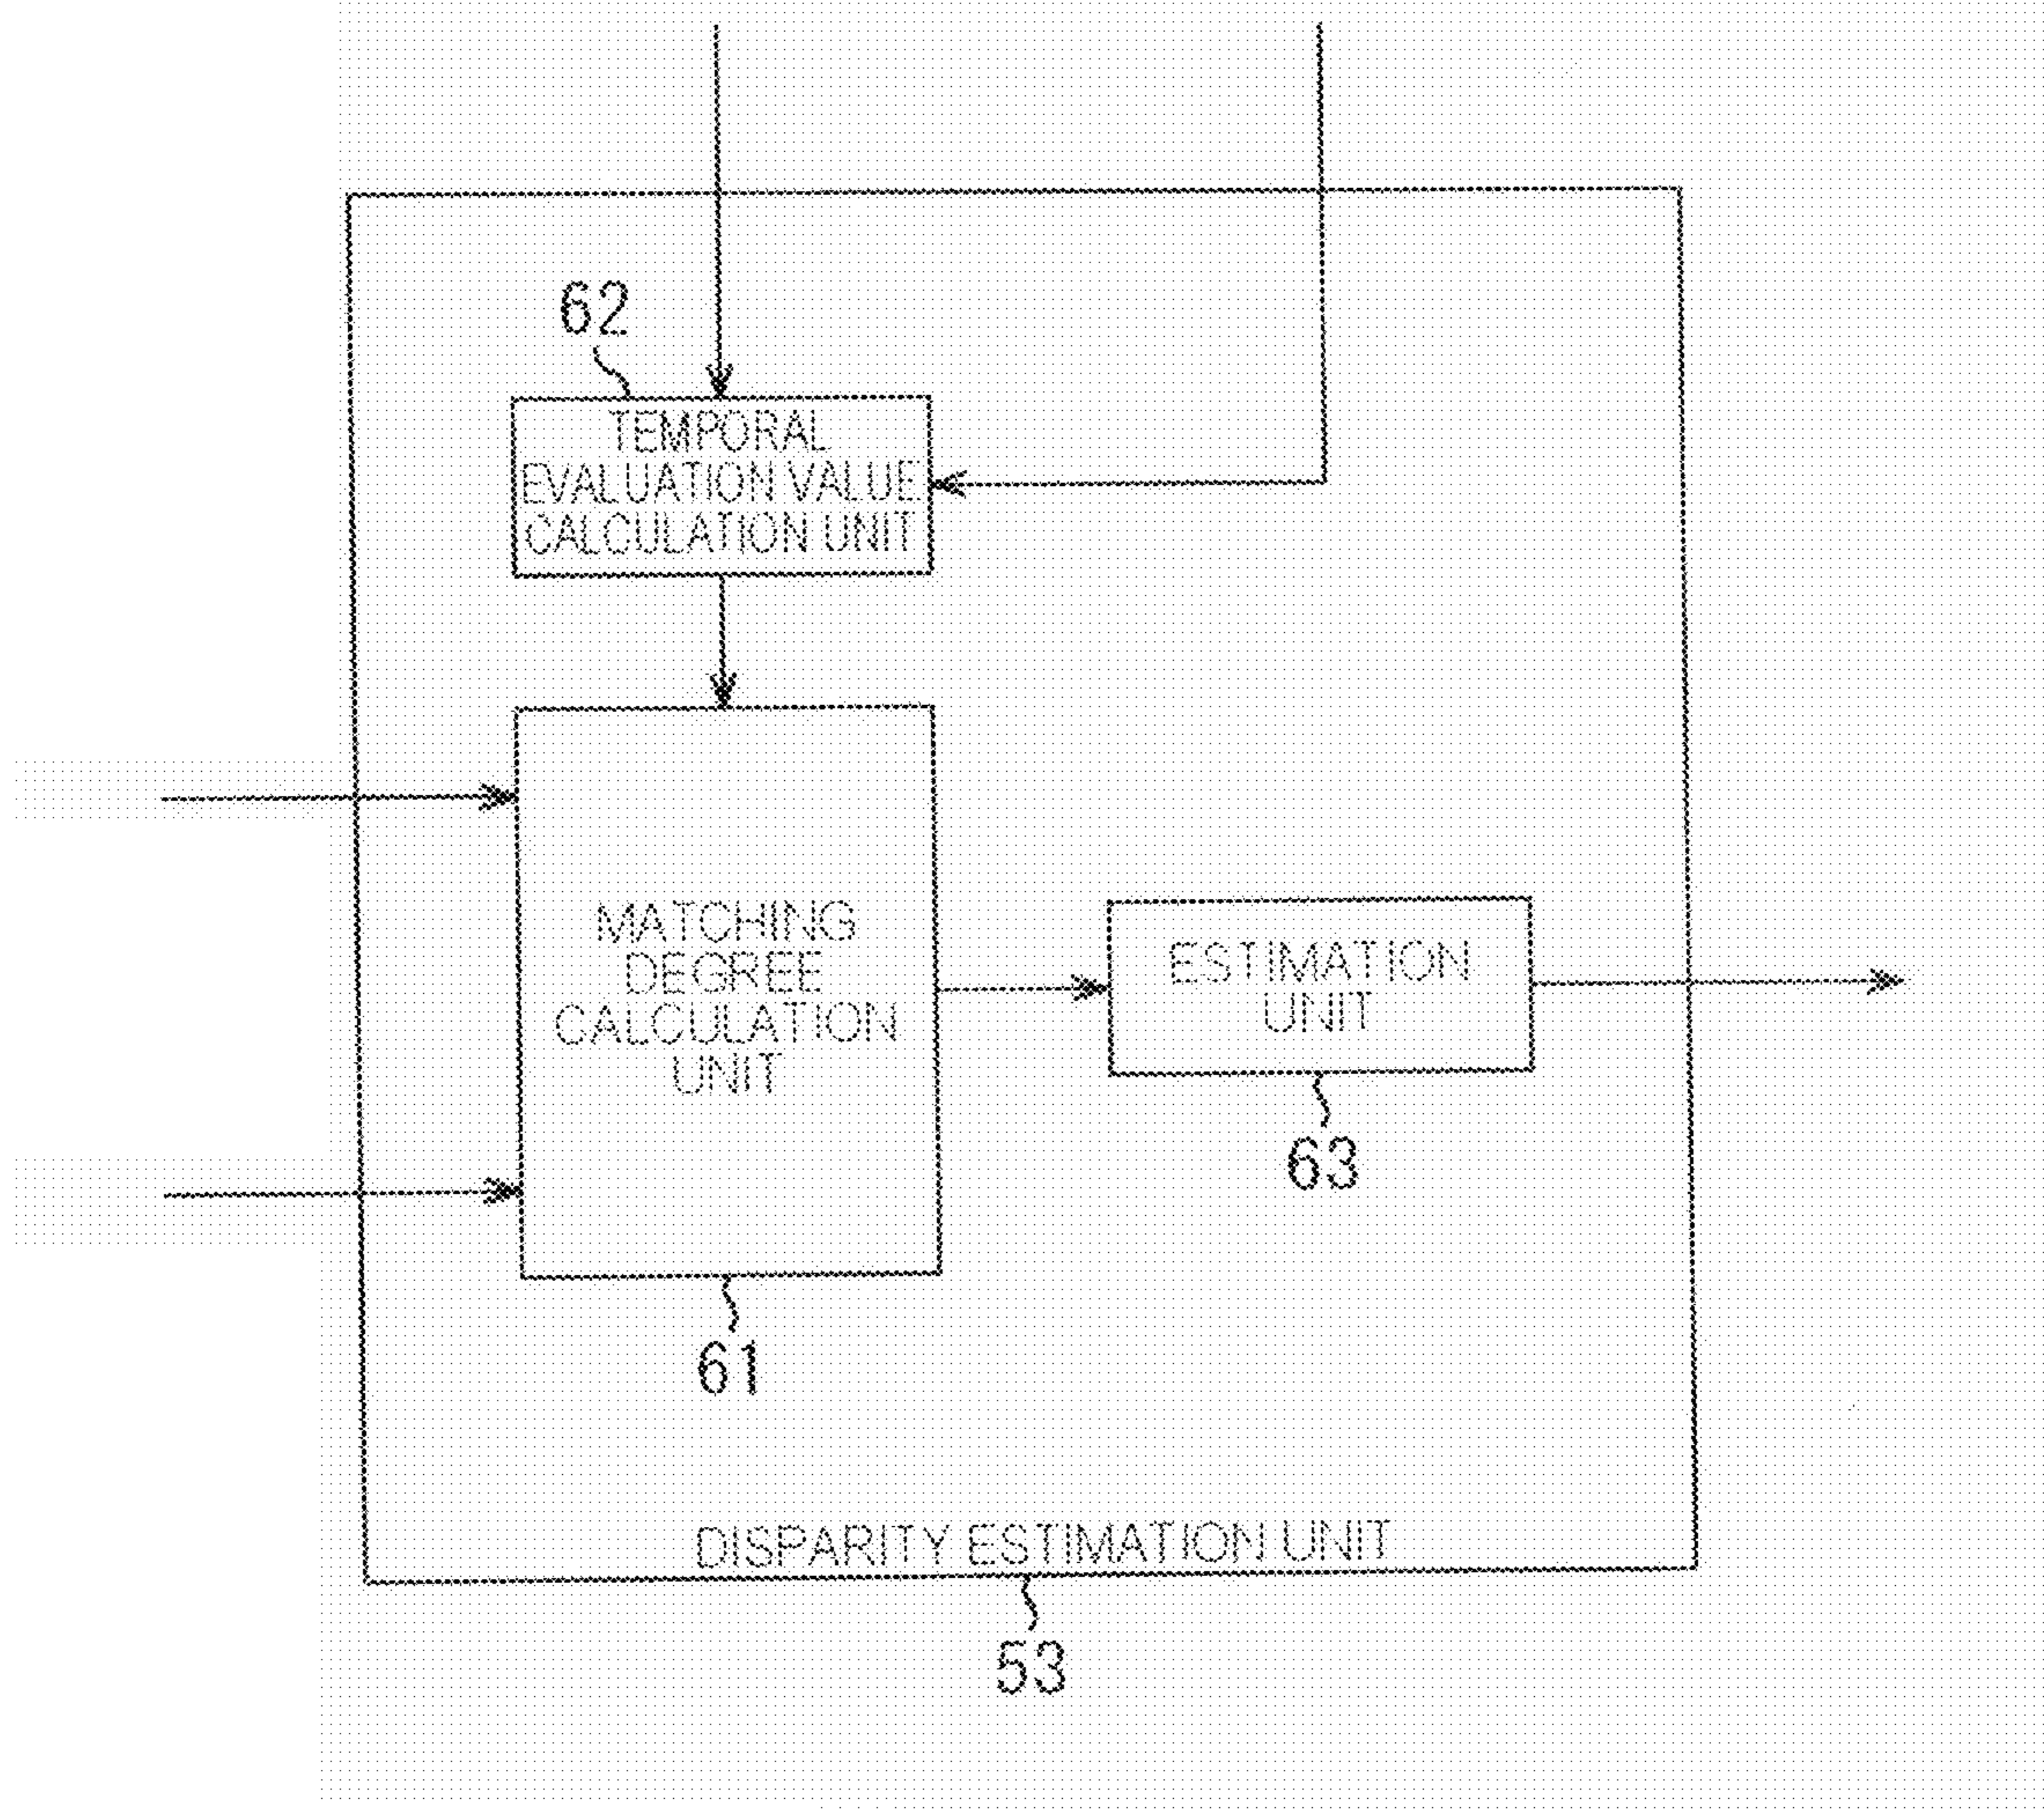 62
TEMPORAL
EVALUATION VALUE
CALCULATION UNIT
MATCHING
DEGREE
CALCULATION
UNIT
ESTIMATION
UNIT
63
61
DISPARITY ESTIMATION UNIT
53